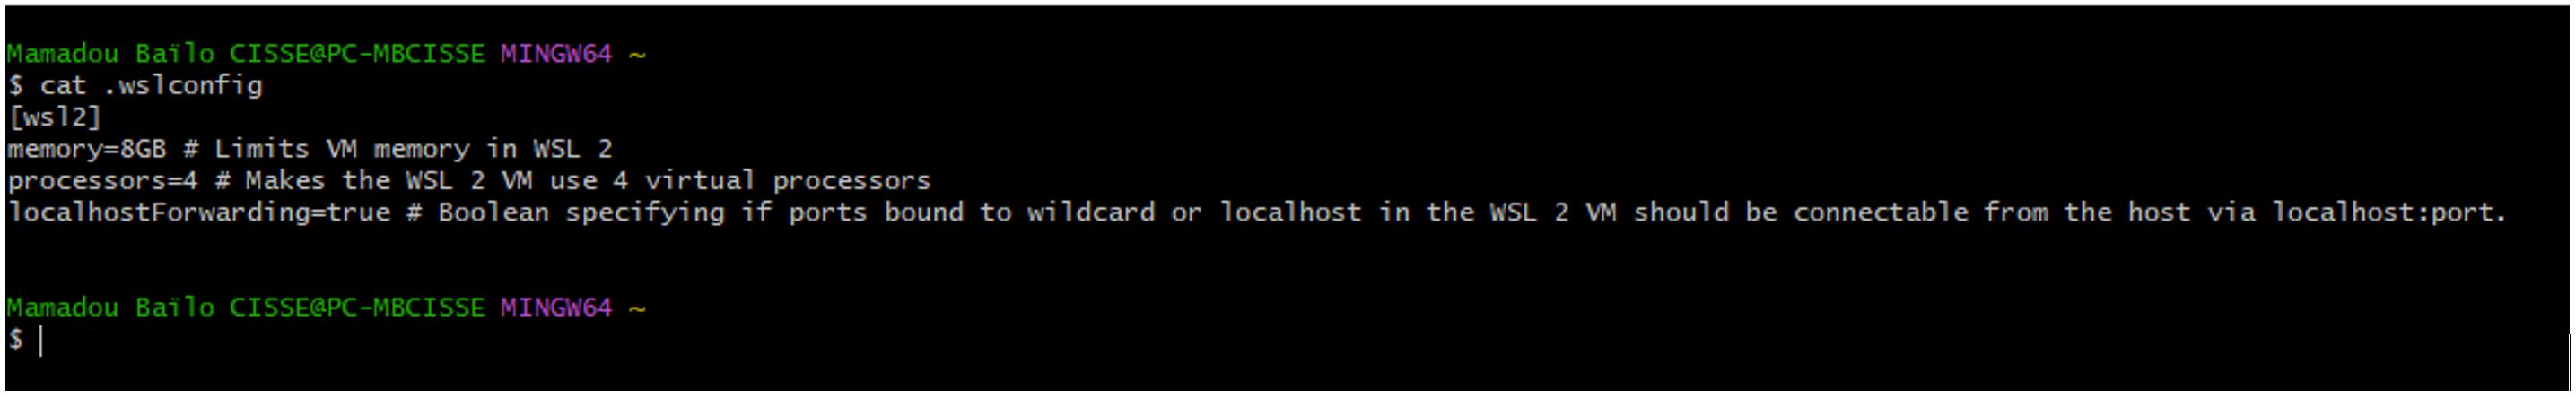 Mamadou Baïlo CISSE@PC-MBCISSE MINGW64 ~
$ cat .wslconfig
[wsl2]
memory=8GB # Limits VM memory in WSL 2
processors=4 # Makes the WSL 2 VM use 4 virtual processors
localhostForwarding=true # Boolean specifying if ports bound to wildcard or localhost in the WSL 2 VM should be connectable from the host via localhost:port.
Mamadou Baïlo CISSE@PC-MBCISSE MINGW64 ~
$